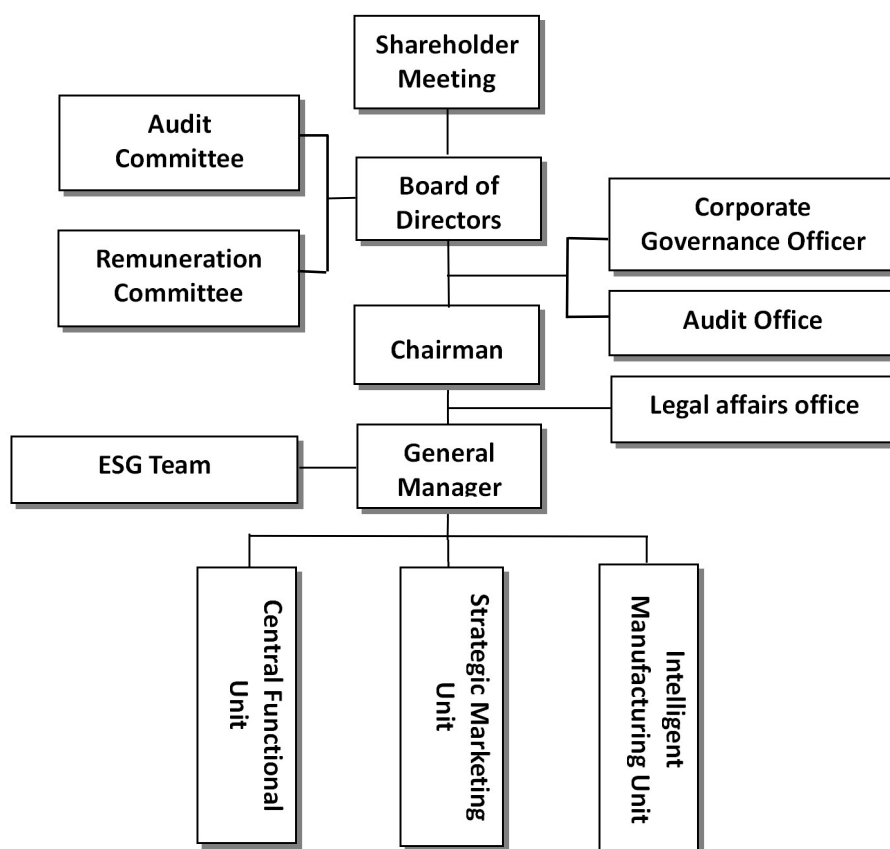 Shareholder
Meeting
Audit
Committee
Board of
Directors
Corporate
Governance Officer
Remuneration
Committee
Audit Office
Chairman
Legal affairs office
ESG Team
General
Manager
Central Functional
Unit
Strategic Marketing
Unit
Intelligent
Manufacturing Unit